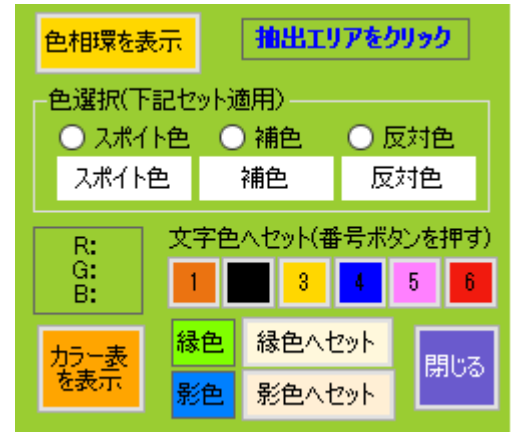 色相環を表示
抽出エリアをクリック
色選択(下記セット適用)
スポイト色
補色
反対色
スポイト色
補色
反対色
R:
G:
B:
文字色へセット(番号ボタンを押す)
1
3
4
5
6
カラー表
を表示
縁色
縁色へセット
影色
影色へセット
閉じる